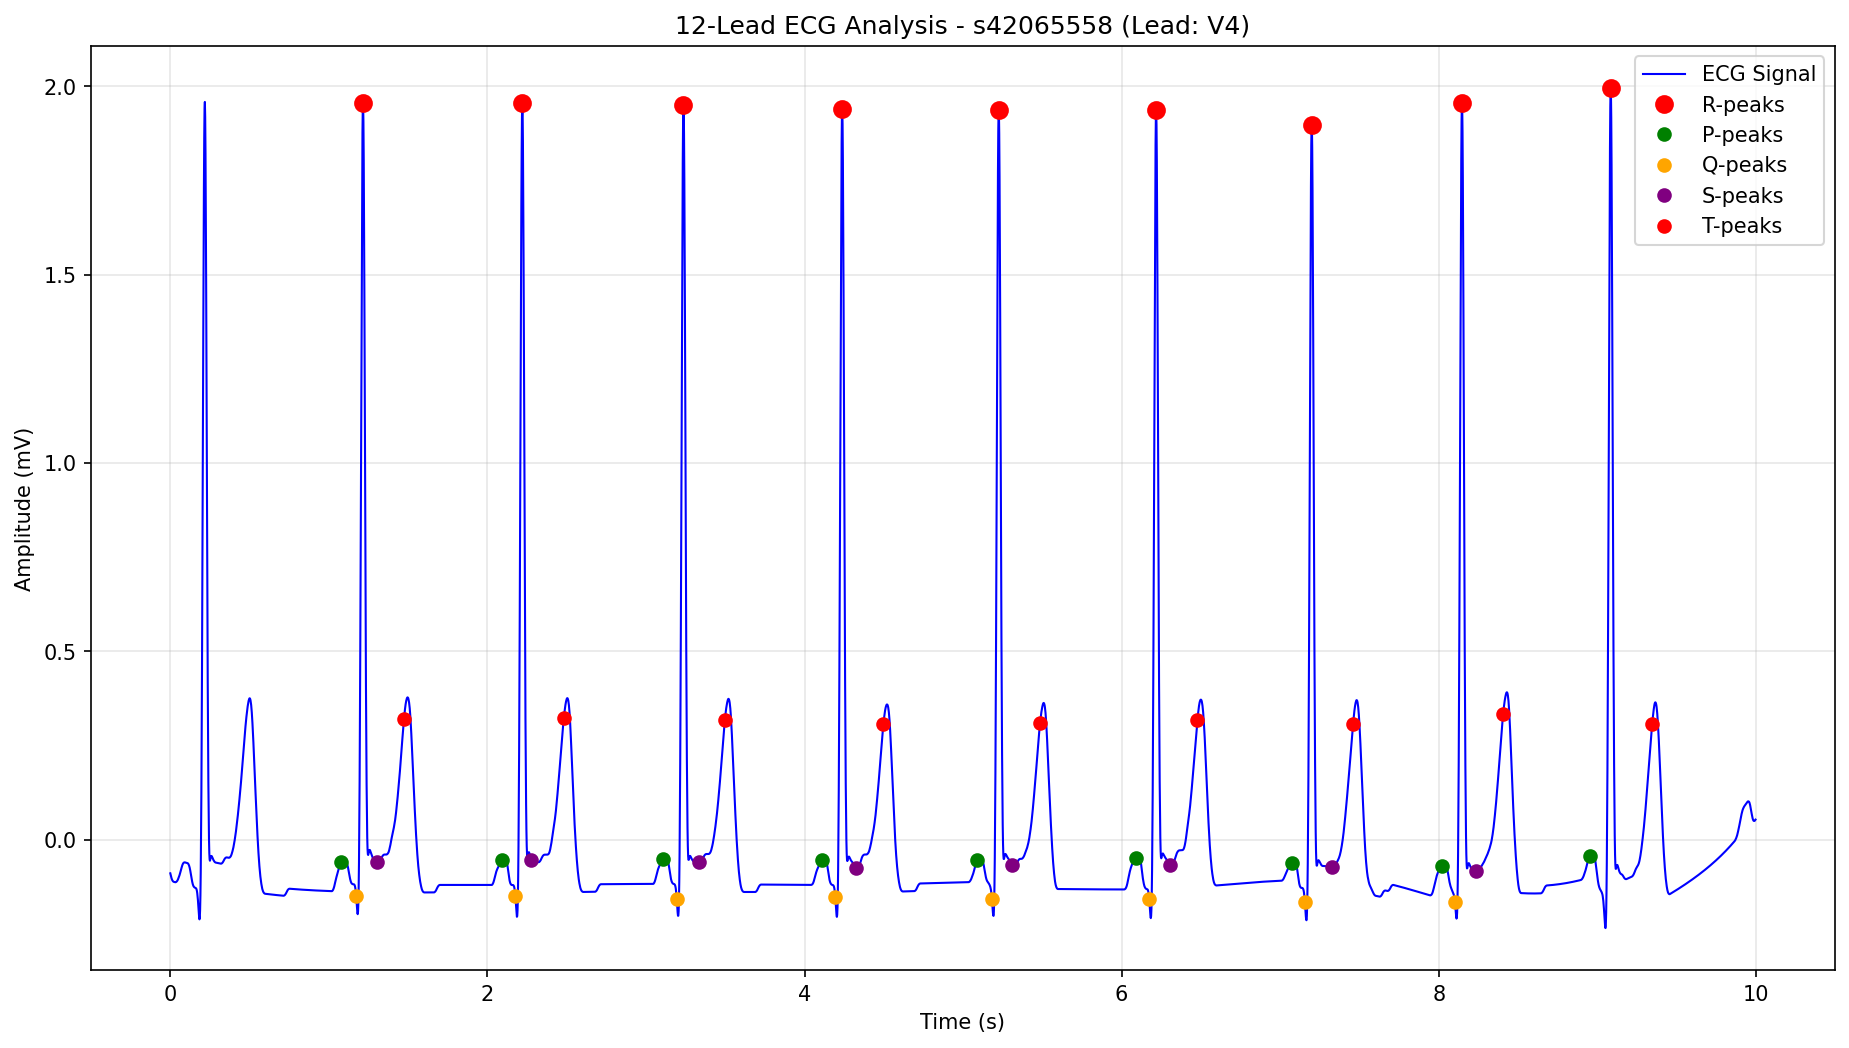 12-Lead ECG Analysis - s42065558 (Lead: V4)
ECG Signal
R-peaks
P-peaks
Q-peaks
S-peaks
T-peaks
2.0
1.5
1.0
0.5
0.0
Amplitude (mV)
0 2 4 6 8 10
Time (s)